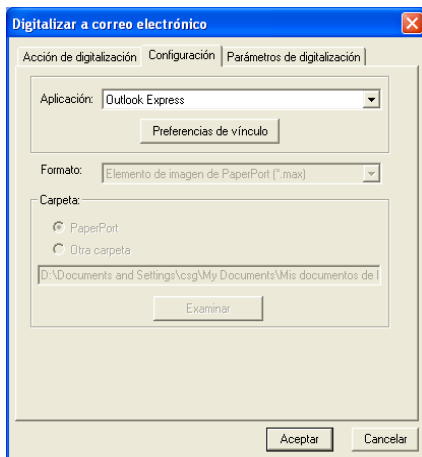 Digitalizar a correo electrónico
Acción de digitalización Configuración Parámetros de digitalización
Aplicación: Outlook Express
Preferencias de vínculo
Formato: Elemento de imagen de PaperPort (*.max)
Carpeta:
PaperPort
Otra carpeta
D:\Documents and Settings\csg\My Documents\Mis documentos de l
Examinar
Aceptar Cancelar